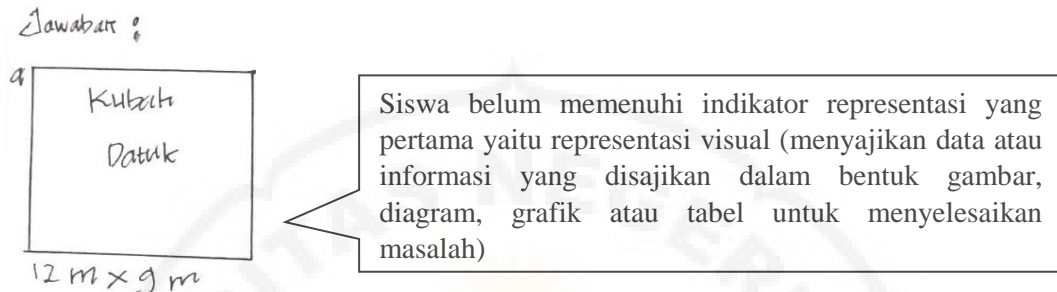 Jawaban :
a
Kubah
Datuk
12 m x 9 m
Siswa belum memenuhi indikator representasi yang
pertama yaitu representasi visual (menyajikan data atau
informasi yang disajikan dalam bentuk gambar,
diagram, grafik atau tabel untuk menyelesaikan
masalah)